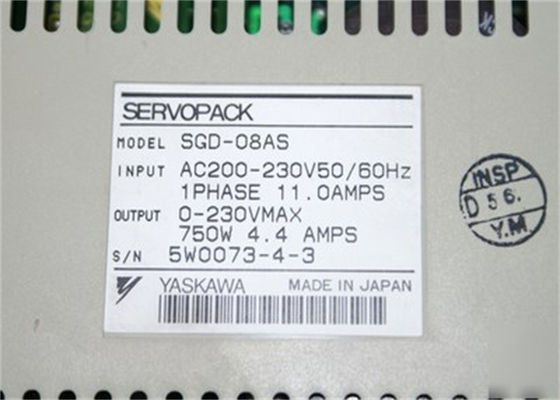 SERVOPACK
MODEL SGD-08AS
INPUT AC200-230V50/60Hz
1PHASE 11.0AMPS
OUTPUT 0-230VMAX
750W 4.4 AMPS
S/N 5W0073-4-3
YASKAWA MADE IN JAPAN
INSP
D 56.
Y.M